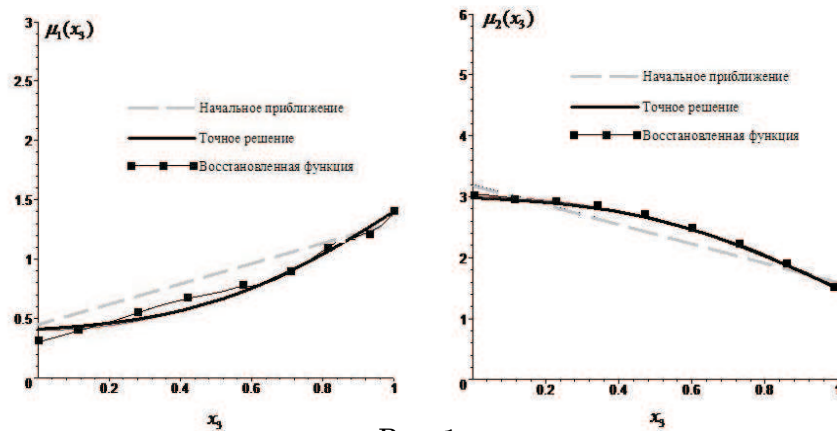 μ₁(x₃)
3
2.5
2
1.5
1
0.5
0
Начальное приближение
Точное решение
Восстановленная функция
0.2 0.4 0.6 0.8 1
x₃
μ₂(x₃)
6
5
4
3
2
1
0
Начальное приближение
Точное решение
Восстановленная функция
0.2 0.4 0.6 0.8 1
x₃